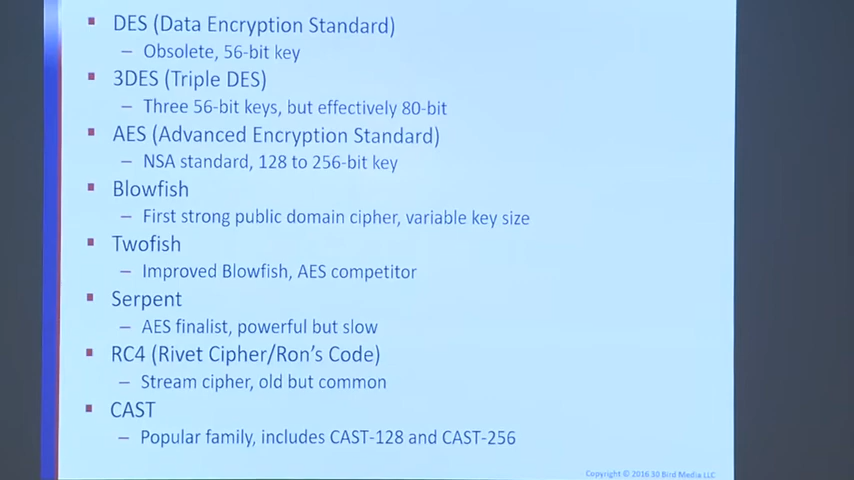 ▪ DES (Data Encryption Standard)
– Obsolete, 56-bit key
▪ 3DES (Triple DES)
– Three 56-bit keys, but effectively 80-bit
▪ AES (Advanced Encryption Standard)
– NSA standard, 128 to 256-bit key
▪ Blowfish
– First strong public domain cipher, variable key size
▪ Twofish
– Improved Blowfish, AES competitor
▪ Serpent
– AES finalist, powerful but slow
▪ RC4 (Rivet Cipher/Ron's Code)
– Stream cipher, old but common
▪ CAST
– Popular family, includes CAST-128 and CAST-256
Copyright © 2016 30 Bird Media LLC